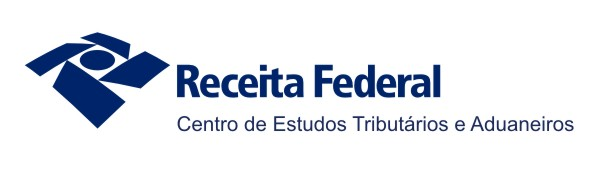 Receita Federal
Centro de Estudos Tributários e Aduaneiros